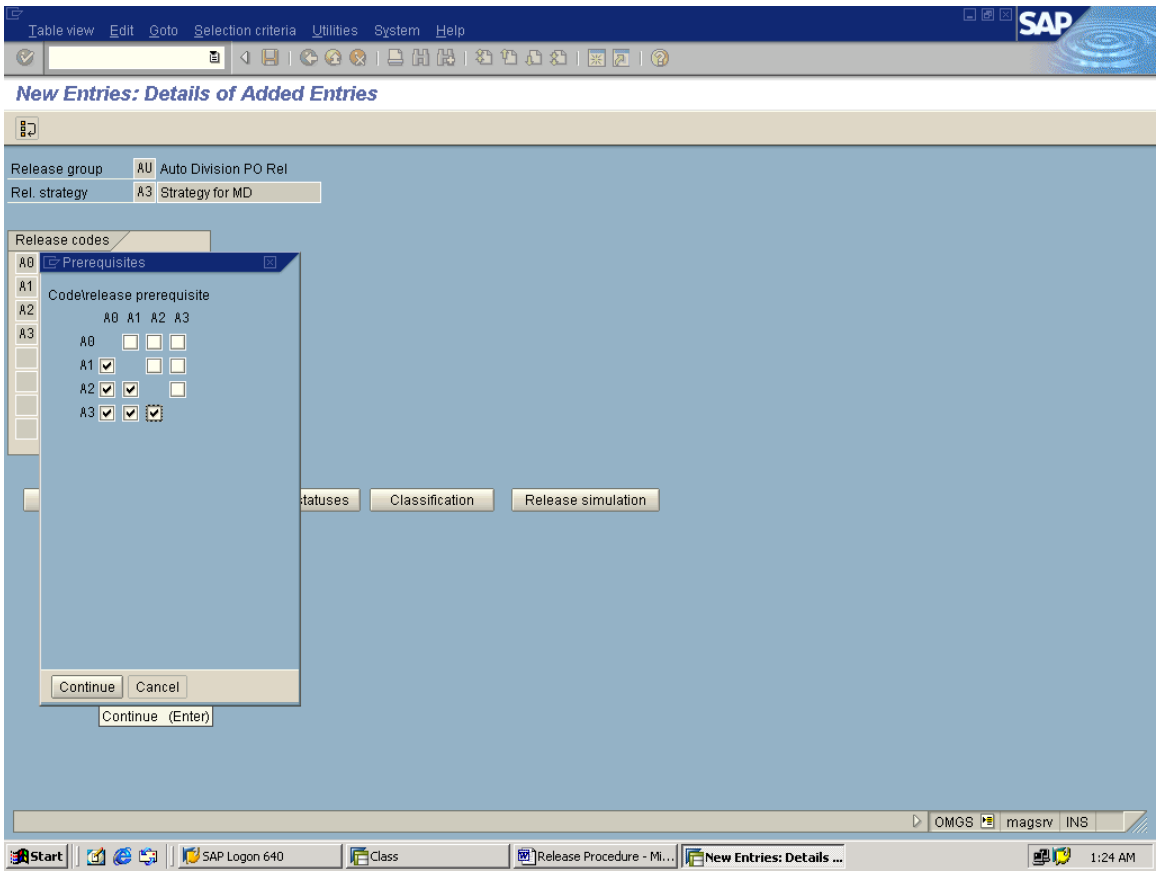 Table view Edit Goto Selection criteria Utilities System Help
SAP
New Entries: Details of Added Entries
Release group AU Auto Division PO Rel
Rel. strategy A3 Strategy for MD
Release codes
A0
A1
A2
A3
Prerequisites
Code\release prerequisite
A0 A1 A2 A3
A0
A1
A2
A3
tatuses Classification Release simulation
Continue Cancel
Continue (Enter)
OMGS magsrv INS
Start SAP Logon 640 Class Release Procedure - Mi... New Entries: Details ... 1:24 AM